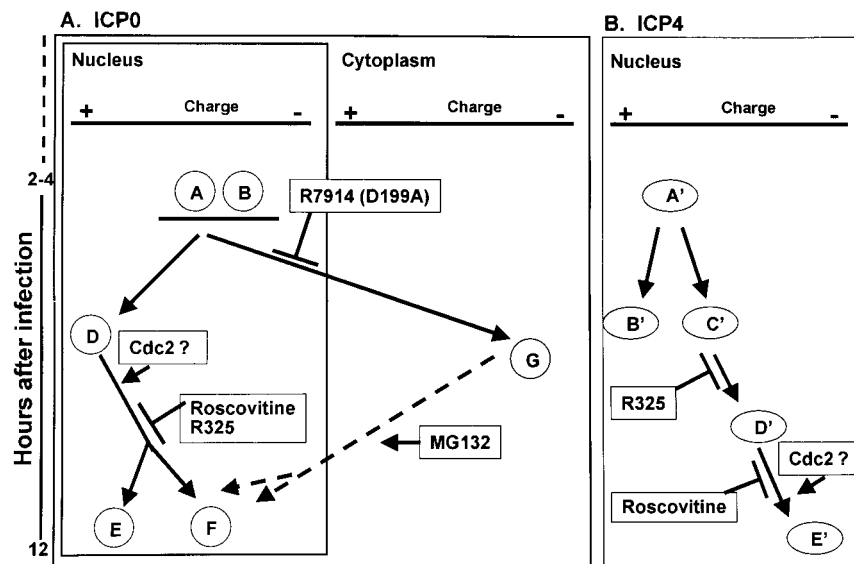 A. ICP0
B. ICP4
Nucleus
Cytoplasm
Nucleus
+ Charge -
+ Charge -
+ Charge -
2-4
Hours after infection
12
A
B
R7914 (D199A)
D
Cdc2 ?
Roscovitine
R325
G
MG132
E
F
A’
B’
C’
R325
D’
Cdc2 ?
Roscovitine
E’